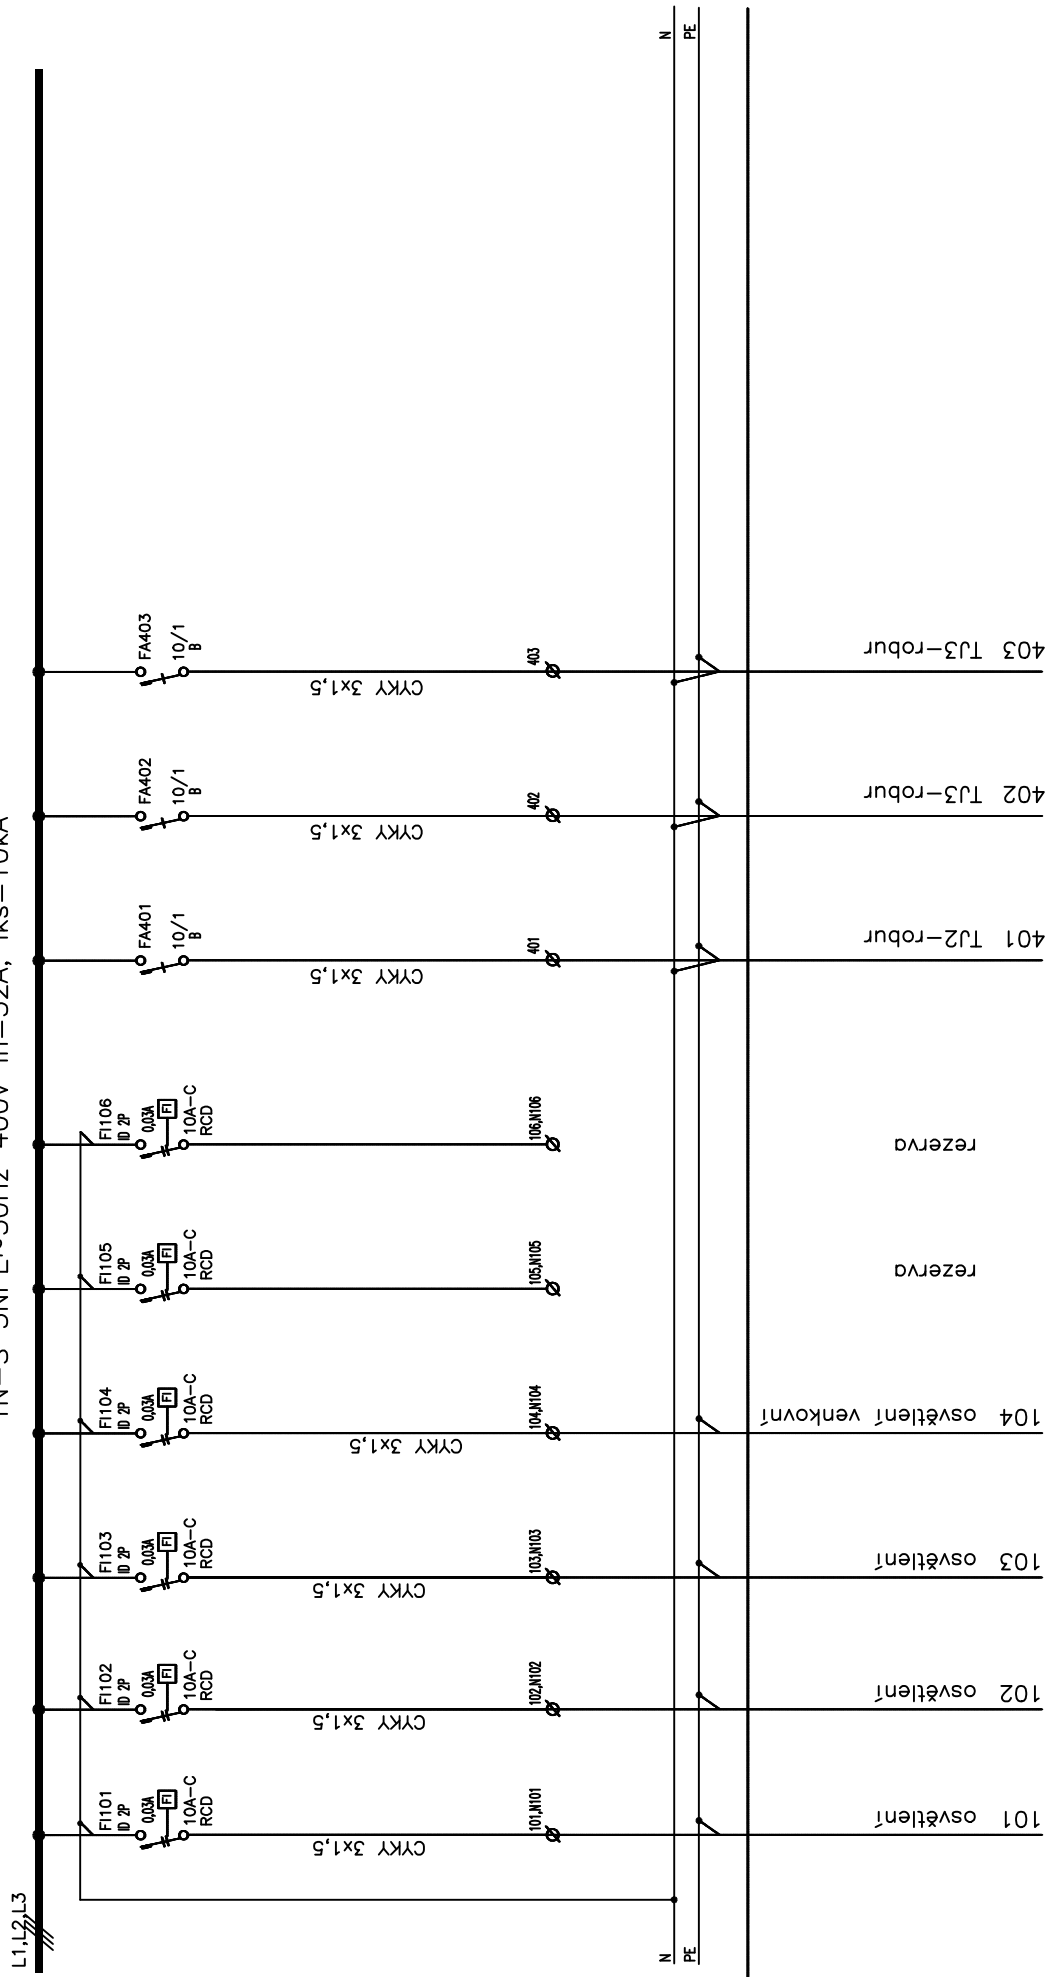 L1,L2,L3
FI101
ID 2P
0,03A
FI
10A-C
RCD
CYKY 3x1,5
101,N101
101 osvětlení
FI102
ID 2P
0,03A
FI
10A-C
RCD
CYKY 3x1,5
102,N102
102 osvětlení
FI103
ID 2P
0,03A
FI
10A-C
RCD
CYKY 3x1,5
103,N103
103 osvětlení
FI104
ID 2P
0,03A
FI
10A-C
RCD
CYKY 3x1,5
104,N104
104 osvětlení venkovní
FI105
ID 2P
0,03A
FI
10A-C
RCD
105,N105
rezerva
FI106
ID 2P
0,03A
FI
10A-C
RCD
106,N106
rezerva
FA401
10/1
B
CYKY 3x1,5
401
401 TJ2-robur
FA402
10/1
B
CYKY 3x1,5
402
402 TJ3-robur
FA403
10/1
B
CYKY 3x1,5
403
403 TJ3-robur
N
PE
N
PE